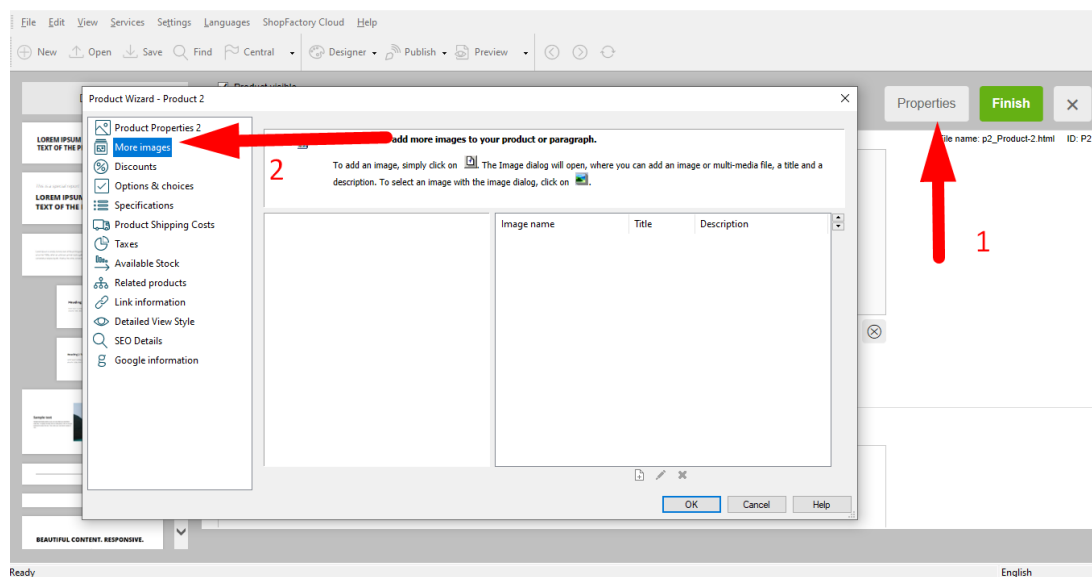 File Edit View Services Settings Languages ShopFactory Cloud Help
New Open Save Find Central Designer Publish Preview
Product visible
Product Wizard - Product 2
Properties
Finish
File name: p2_Product-2.html ID: P2
Product Properties 2
More images
Discounts
Options & choices
Specifications
Product Shipping Costs
Taxes
Available Stock
Related products
Link information
Detailed View Style
SEO Details
Google information
add more images to your product or paragraph.
To add an image, simply click on The Image dialog will open, where you can add an image or multi-media file, a title and a
description. To select an image with the image dialog, click on .
Image name Title Description
OK Cancel Help
1
2
LOREM IPSUM
TEXT OF THE P
LOREM IPSUM
TEXT OF THE
BEAUTIFUL CONTENT. RESPONSIVE.
Ready
English